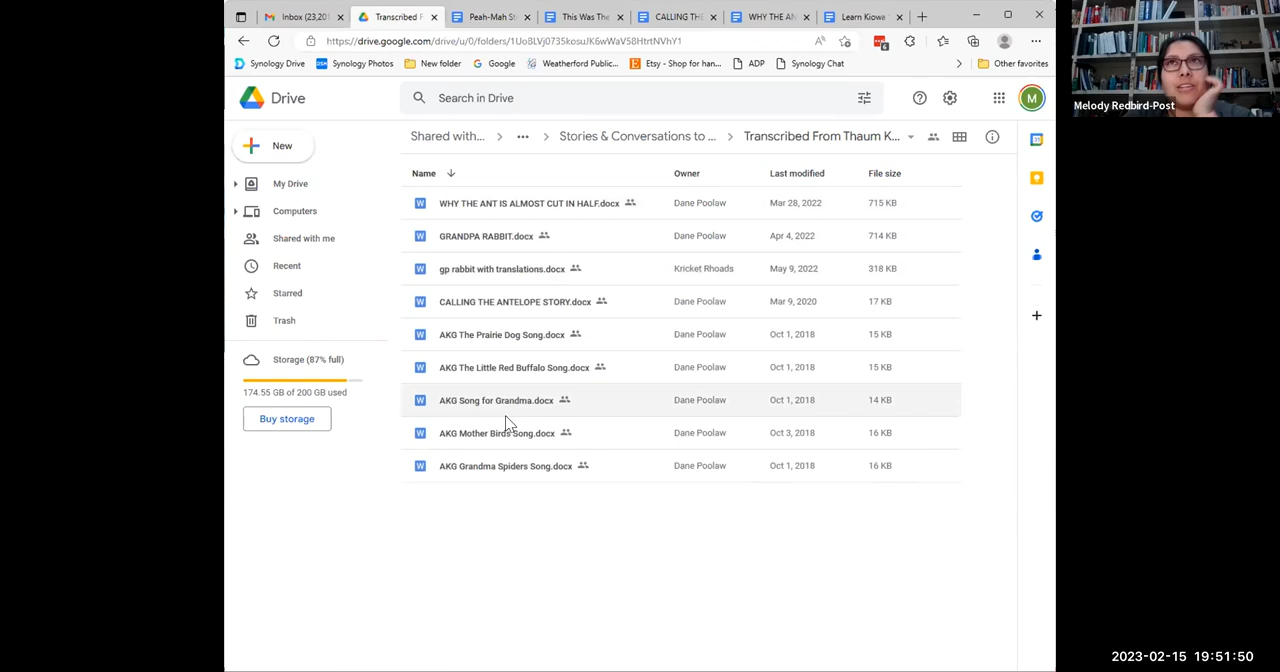 Inbox (23,201
Transcribed F
Peah-Mah St
This Was The
CALLING THE
WHY THE AN
Learn Kiowa
https://drive.google.com/drive/u/0/folders/1UoBLVj0735kosuJK6wWaV58HtrtNVhY1
Synology Drive
Synology Photos
New folder
Google
Weatherford Public...
Etsy - Shop for han...
ADP
Synology Chat
Other favorites
Drive
Search in Drive
M
Shared with...
Stories & Conversations to ...
Transcribed From Thaum K...
New
My Drive
Computers
Shared with me
Recent
Starred
Trash
Storage (87% full)
174.55 GB of 200 GB used
Buy storage
Name Owner Last modified File size
WHY THE ANT IS ALMOST CUT IN HALF.docx Dane Poolaw Mar 28, 2022 715 KB
GRANDPA RABBIT.docx Dane Poolaw Apr 4, 2022 714 KB
gp rabbit with translations.docx Kricket Rhoads May 9, 2022 318 KB
CALLING THE ANTELOPE STORY.docx Dane Poolaw Mar 9, 2020 17 KB
AKG The Prairie Dog Song.docx Dane Poolaw Oct 1, 2018 15 KB
AKG The Little Red Buffalo Song.docx Dane Poolaw Oct 1, 2018 15 KB
AKG Song for Grandma.docx Dane Poolaw Oct 1, 2018 14 KB
AKG Mother Birds Song.docx Dane Poolaw Oct 3, 2018 16 KB
AKG Grandma Spiders Song.docx Dane Poolaw Oct 1, 2018 16 KB
Melody Redbird-Post
2023-02-15 19:51:50